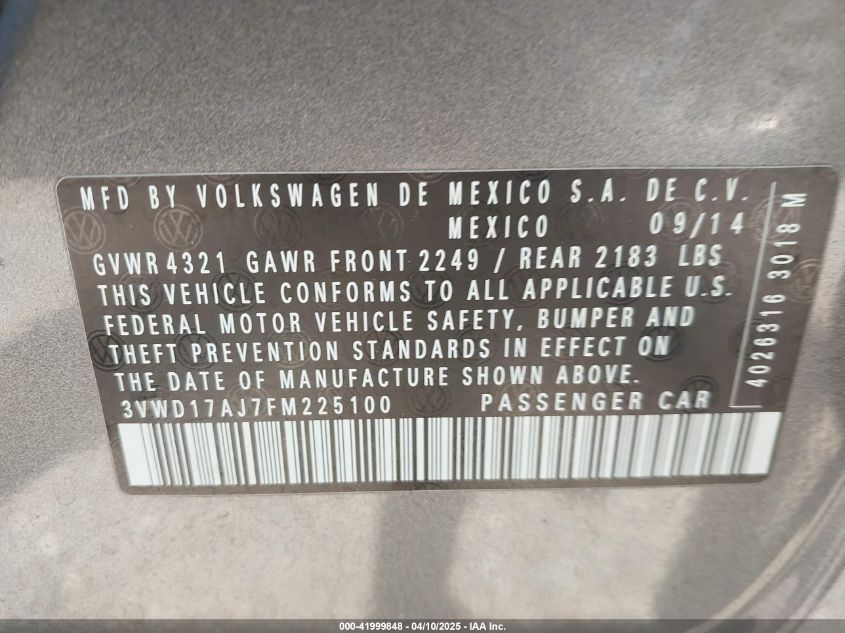 MFD BY VOLKSWAGEN DE MEXICO S.A. DE C.V.
MEXICO 09/14
GVWR 4321 GAWR FRONT 2249 / REAR 2183 LBS
THIS VEHICLE CONFORMS TO ALL APPLICABLE U.S.
FEDERAL MOTOR VEHICLE SAFETY, BUMPER AND
THEFT PREVENTION STANDARDS IN EFFECT ON
THE DATE OF MANUFACTURE SHOWN ABOVE.
3VWD17AJ7FM225100 PASSENGER CAR
4026316 3018 M
000-41999848 - 04/10/2025 - IAA Inc.